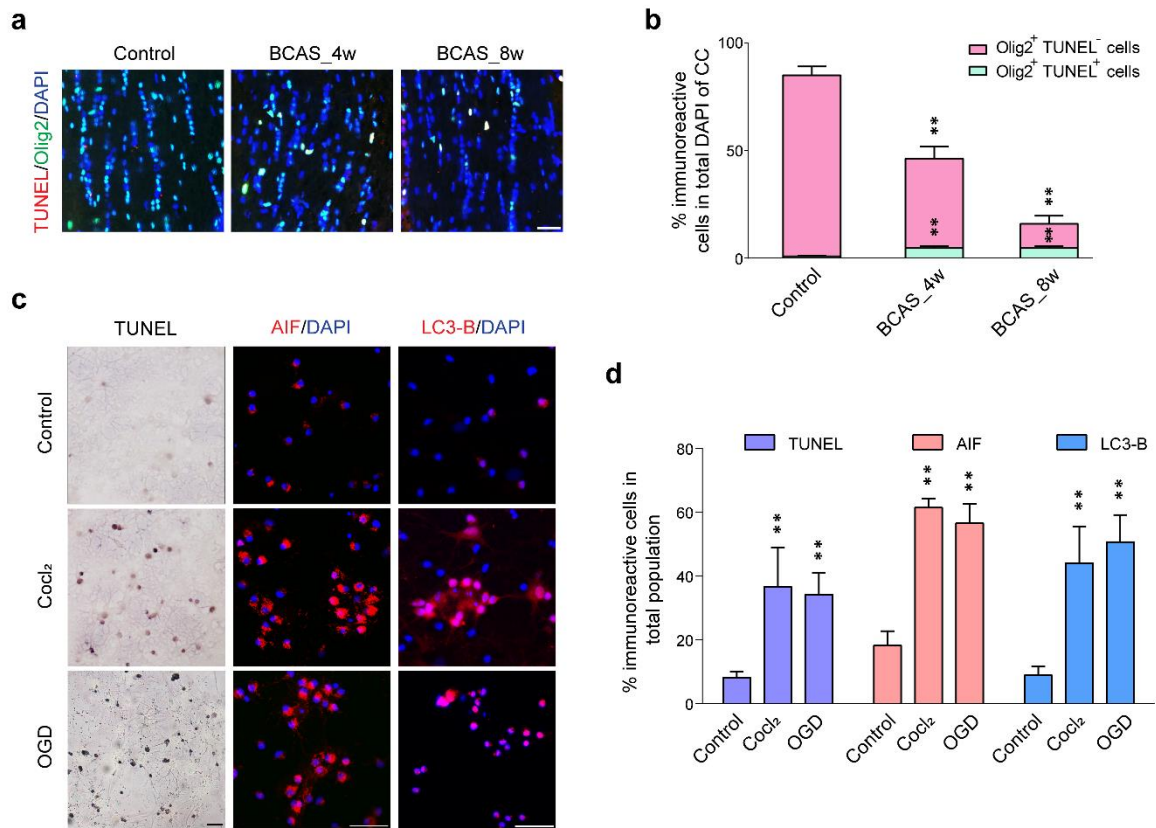 a
Control
BCAS_4w
BCAS_8w
TUNEL/Olig2/DAPI
b
% immunoreactive
cells in total DAPI of CC
100
50
0
Olig2+ TUNEL- cells
Olig2+ TUNEL+ cells
**
**
**
**
Control
BCAS_4w
BCAS_8w
c
TUNEL
AIF/DAPI
LC3-B/DAPI
Control
Cocl₂
OGD
d
% immunoreactive cells in
total population
80
60
40
20
0
TUNEL
AIF
LC3-B
**
**
**
**
**
**
Control
Cocl₂
OGD
Control
Cocl₂
OGD
Control
Cocl₂
OGD